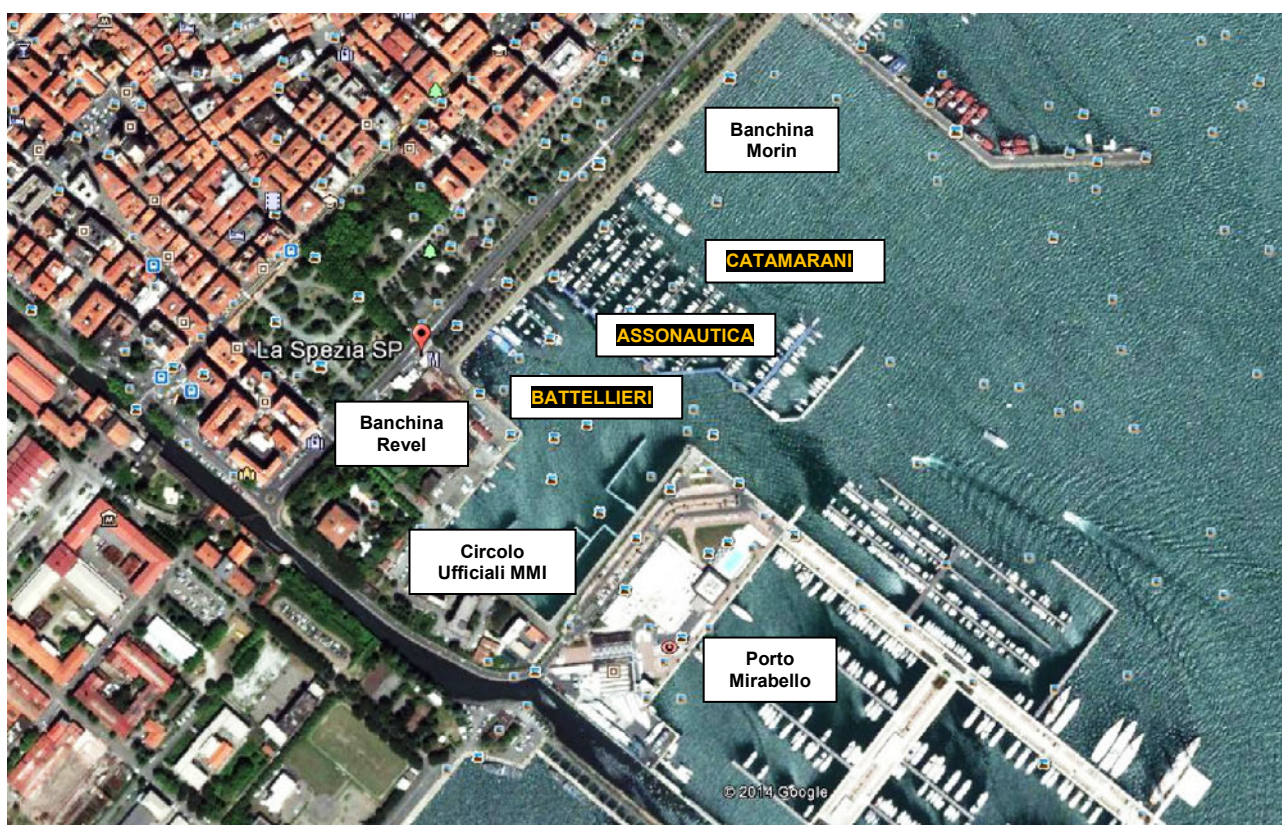 Banchina
Morin
CATAMARANI
ASSONAUTICA
La Spezia SP
BATTELLIERI
Banchina
Revel
Circolo
Ufficiali MMI
Porto
Mirabello
© 2014 Google